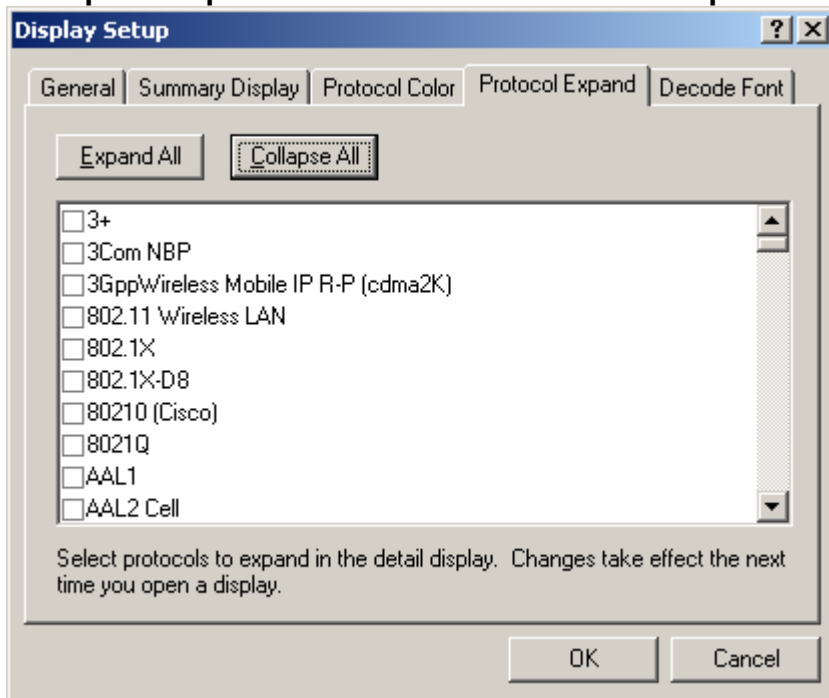 Display Setup
General Summary Display Protocol Color Protocol Expand Decode Font
Expand All Collapse All
3+
3Com NBP
3GppWireless Mobile IP R-P (cdma2K)
802.11 Wireless LAN
802.1X
802.1X-D8
80210 (Cisco)
8021Q
AAL1
AAL2 Cell
Select protocols to expand in the detail display. Changes take effect the next
time you open a display.
OK Cancel